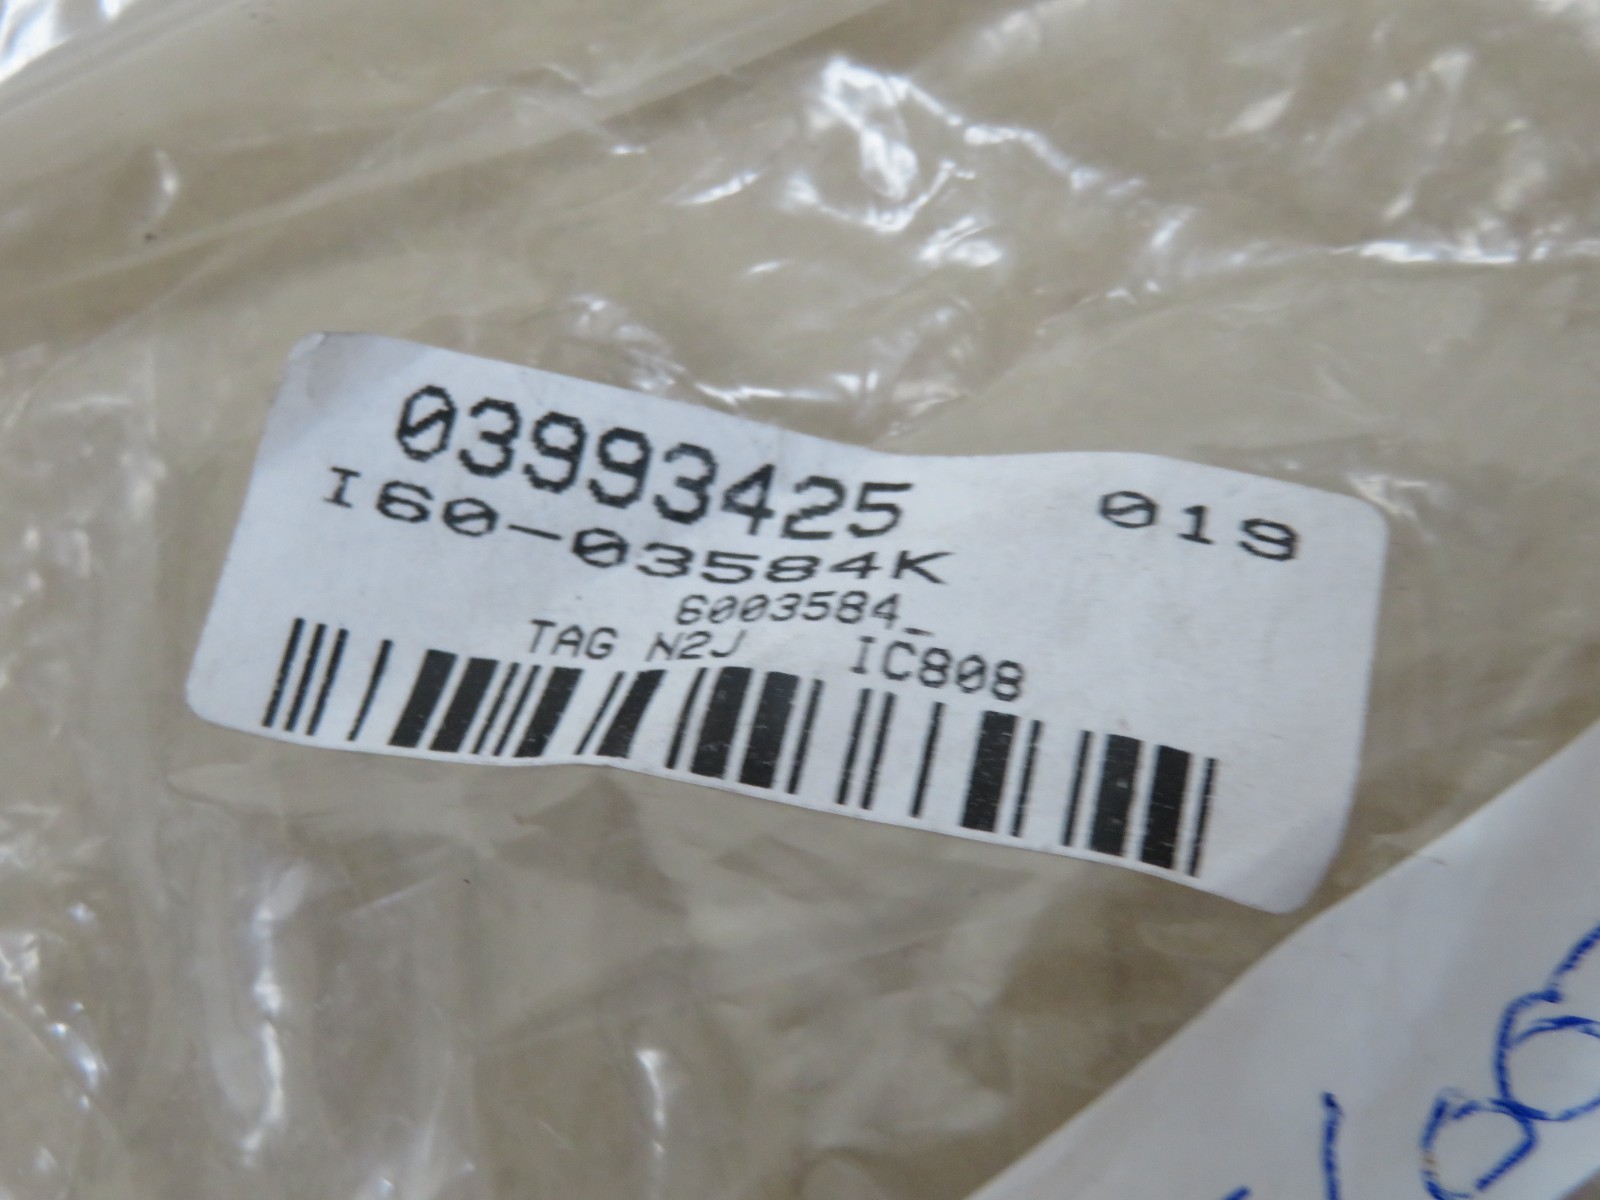 03993425 019
I60-03584K
6003584_
TAG N2J IC808